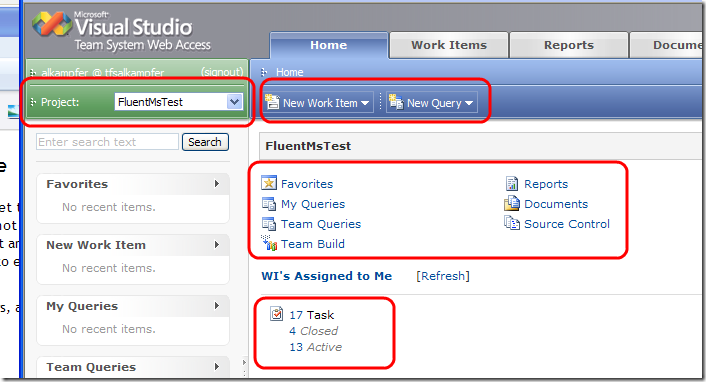 Microsoft®
Visual Studio
Team System Web Access
Home
Work Items
Reports
Docume
alkampfer @ tfsalkampfer (signout)
Home
Project: FluentMsTest
New Work Item
New Query
Enter search text
Search
FluentMsTest
Favorites
No recent items.
New Work Item
No recent items.
My Queries
No recent items.
Team Queries
Favorites
My Queries
Team Queries
Team Build
Reports
Documents
Source Control
WI's Assigned to Me [Refresh]
17 Task
4 Closed
13 Active